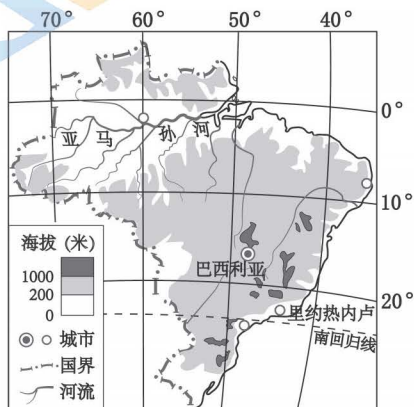 70° 60° 50° 40°
0°
亚马孙河
10°
海拔（米）
巴西利亚
1000
200
0
20°
里约热内卢
城市
南回归线
国界
河流